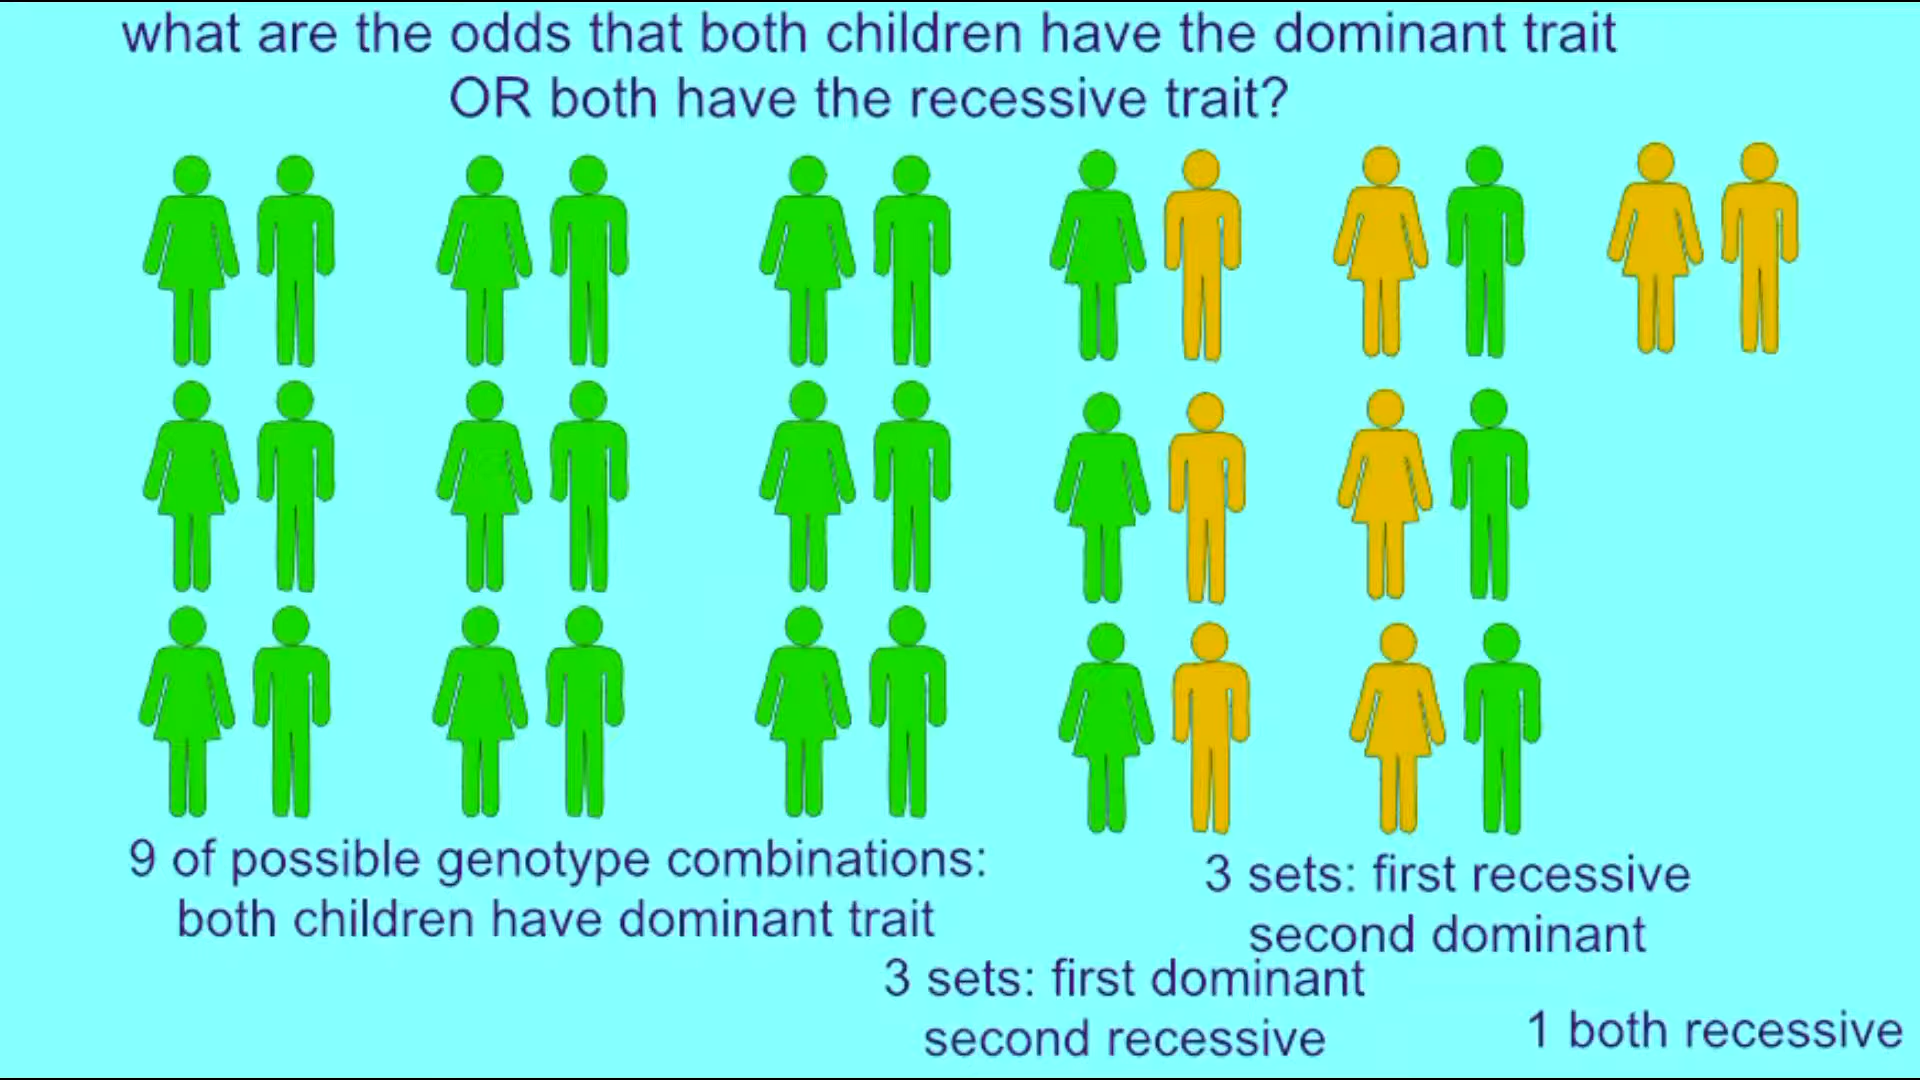 what are the odds that both children have the dominant trait
OR both have the recessive trait?
9 of possible genotype combinations:
both children have dominant trait
3 sets: first recessive
second dominant
3 sets: first dominant
second recessive
1 both recessive